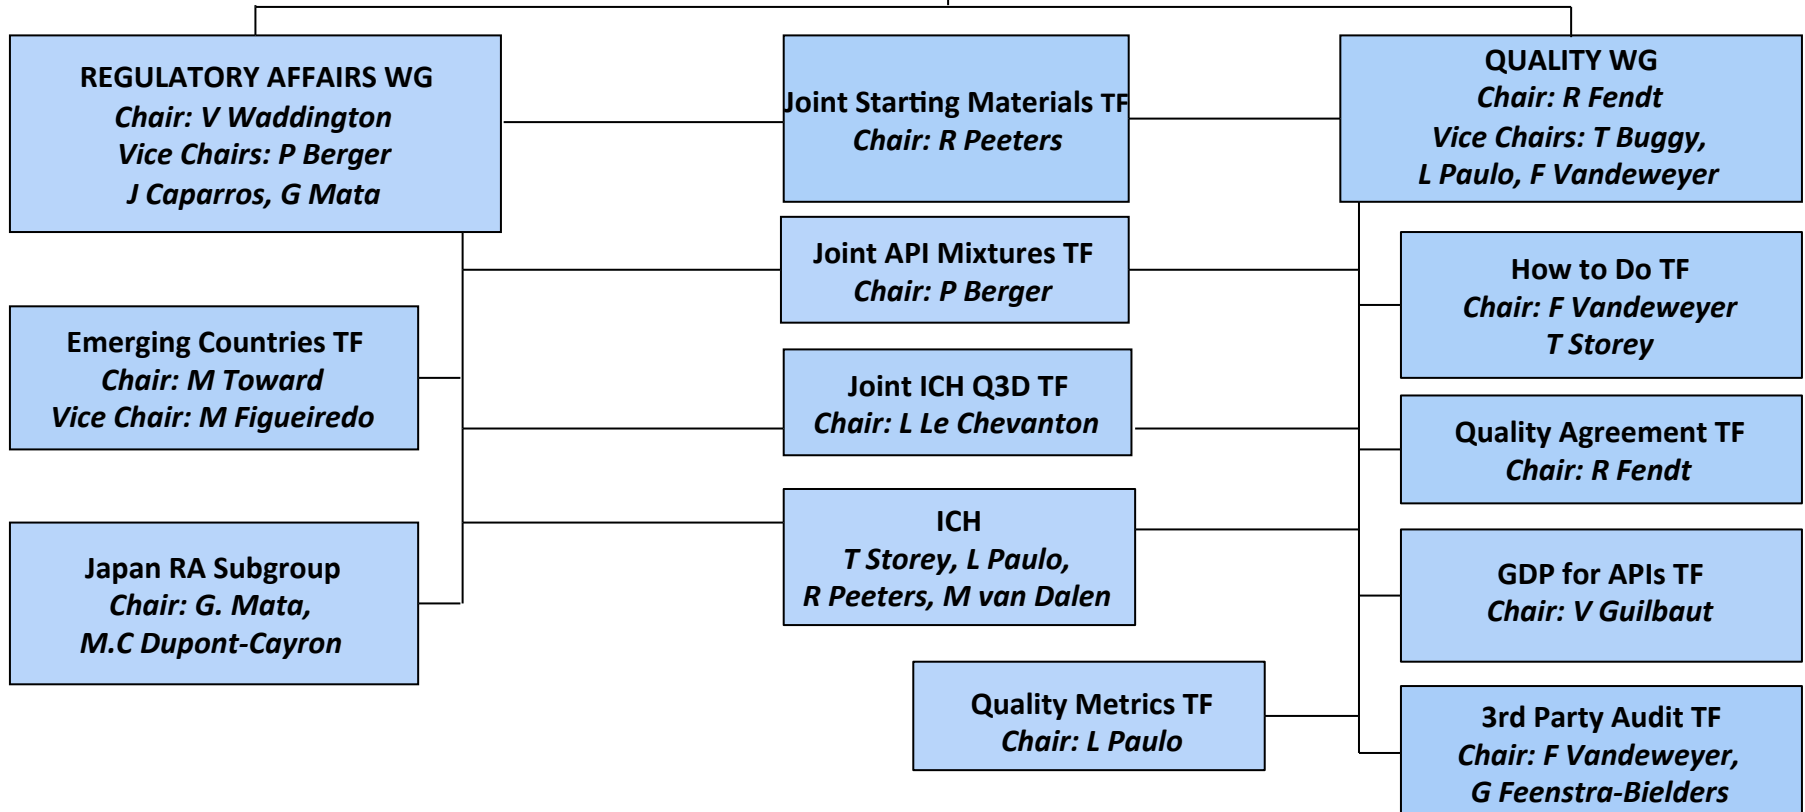 REGULATORY AFFAIRS WG
Chair: V Waddington
Vice Chairs: P Berger
J Caparros, G Mata
Joint Starting Materials TF
Chair: R Peeters
QUALITY WG
Chair: R Fendt
Vice Chairs: T Buggy,
L Paulo, F Vandeweyer
Joint API Mixtures TF
Chair: P Berger
How to Do TF
Chair: F Vandeweyer
T Storey
Emerging Countries TF
Chair: M Toward
Vice Chair: M Figueiredo
Joint ICH Q3D TF
Chair: L Le Chevanton
Quality Agreement TF
Chair: R Fendt
ICH
T Storey, L Paulo,
R Peeters, M van Dalen
Japan RA Subgroup
Chair: G. Mata,
M.C Dupont-Cayron
GDP for APIs TF
Chair: V Guilbaut
Quality Metrics TF
Chair: L Paulo
3rd Party Audit TF
Chair: F Vandeweyer,
G Feenstra-Bielders